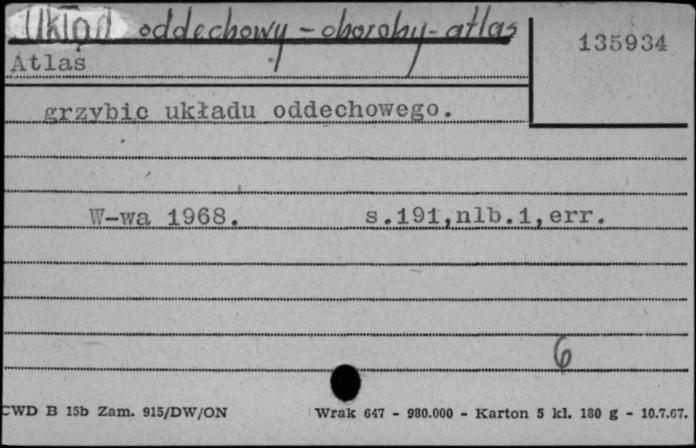 Układ oddechowy - choroby - atlas
135934
Atlas
grzybic układu oddechowego.
W-wa 1968. s.191,nlb.1,err.
6
CWD B 15b Zam. 915/DW/ON Wrak 647 - 980.000 - Karton 5 kl. 180 g - 10.7.67.